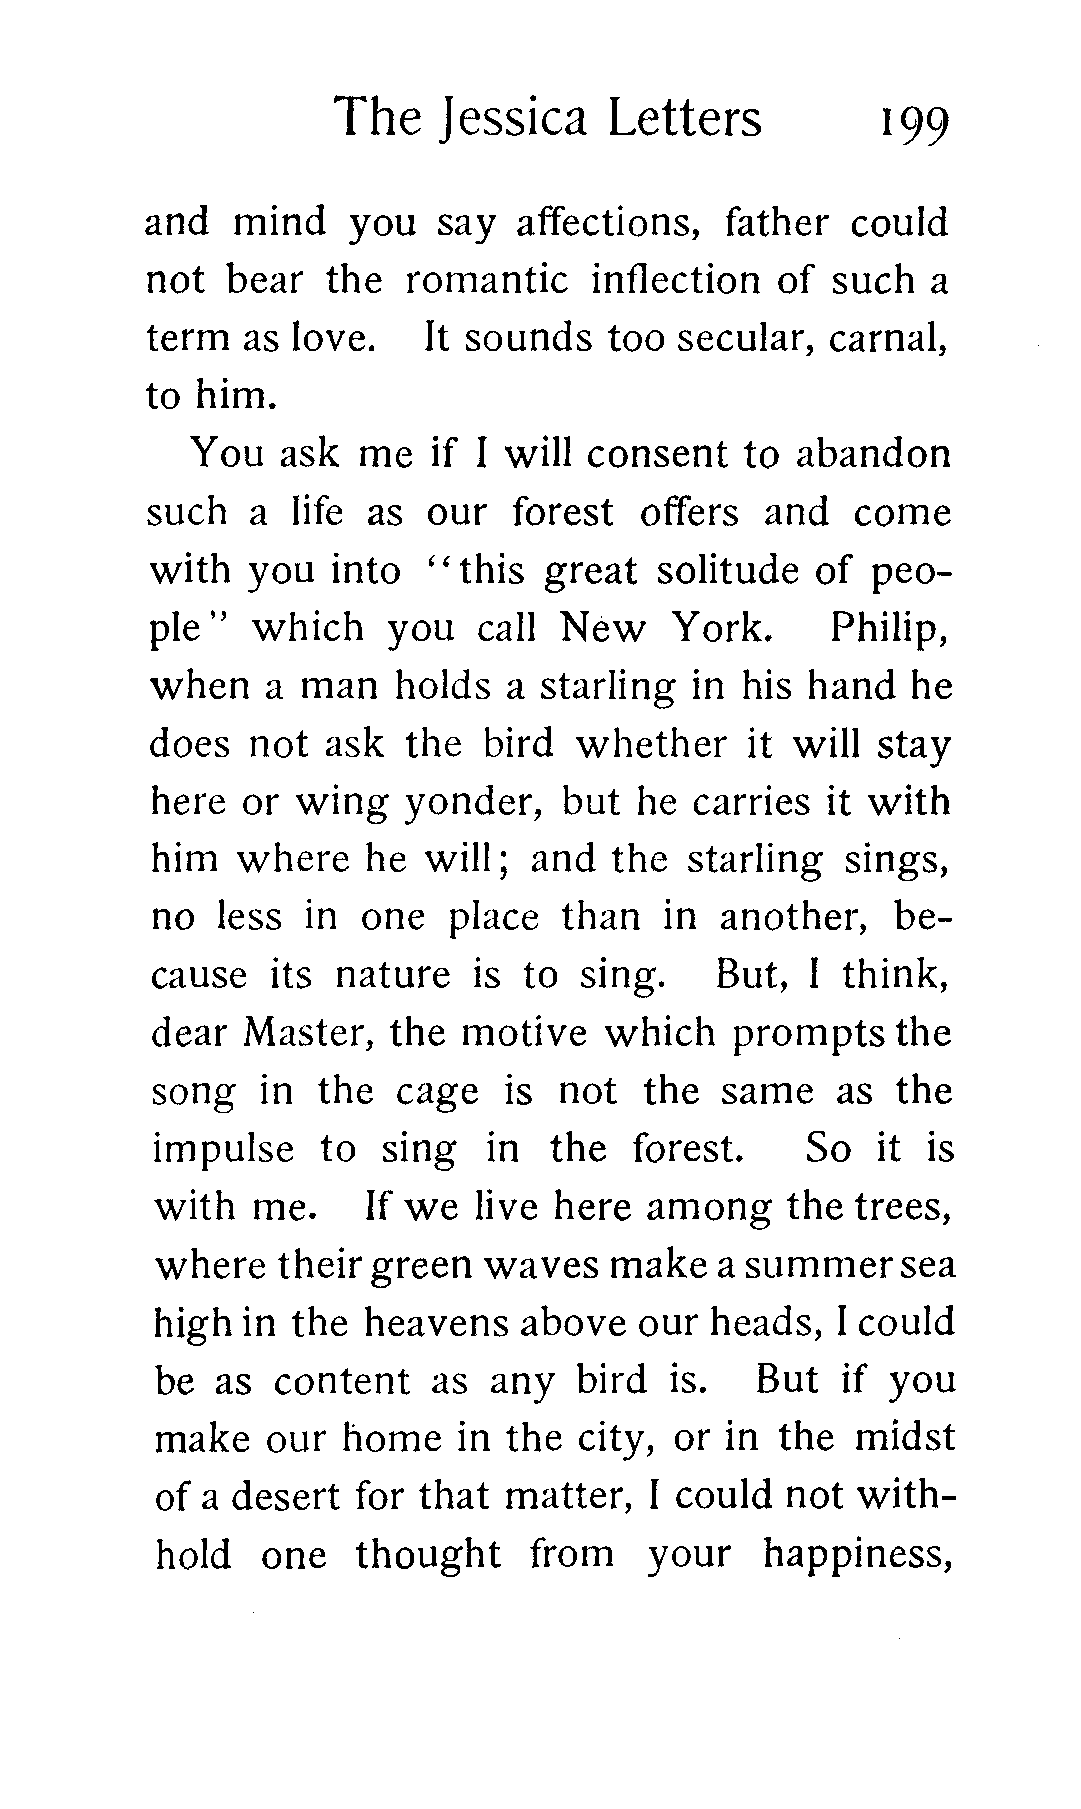 The Jessica Letters 199
and mind you say affections, father could
not bear the romantic inflection of such a
term as love. It sounds too secular, carnal,
to him.
You ask me if I will consent to abandon
such a life as our forest offers and come
with you into "this great solitude of peo-
ple" which you call New York. Philip,
when a man holds a starling in his hand he
does not ask the bird whether it will stay
here or wing yonder, but he carries it with
him where he will; and the starling sings,
no less in one place than in another, be-
cause its nature is to sing. But, I think,
dear Master, the motive which prompts the
song in the cage is not the same as the
impulse to sing in the forest. So it is
with me. If we live here among the trees,
where their green waves make a summer sea
high in the heavens above our heads, I could
be as content as any bird is. But if you
make our home in the city, or in the midst
of a desert for that matter, I could not with-
hold one thought from your happiness,